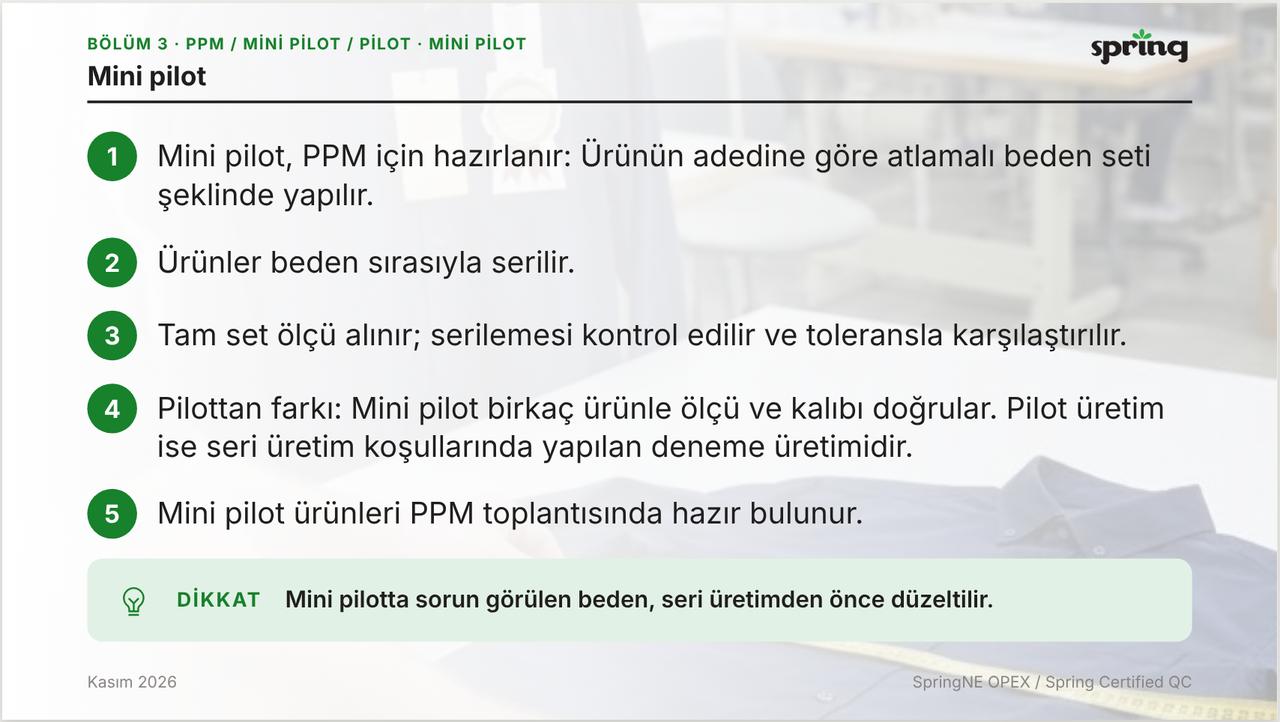 BÖLÜM 3 · PPM / MİNİ PİLOT / PİLOT · MİNİ PİLOT
spring
Mini pilot
1 Mini pilot, PPM için hazırlanır: Ürünün adedine göre atlamalı beden seti
şeklinde yapılır.
2 Ürünler beden sırasıyla serilir.
3 Tam set ölçü alınır; serilemesi kontrol edilir ve toleransla karşılaştırılır.
4 Pilottan farkı: Mini pilot birkaç ürünle ölçü ve kalıbı doğrular. Pilot üretim
ise seri üretim koşullarında yapılan deneme üretimidir.
5 Mini pilot ürünleri PPM toplantısında hazır bulunur.
DİKKAT Mini pilotta sorun görülen beden, seri üretimden önce düzeltilir.
Kasım 2026
SpringNE OPEX / Spring Certified QC